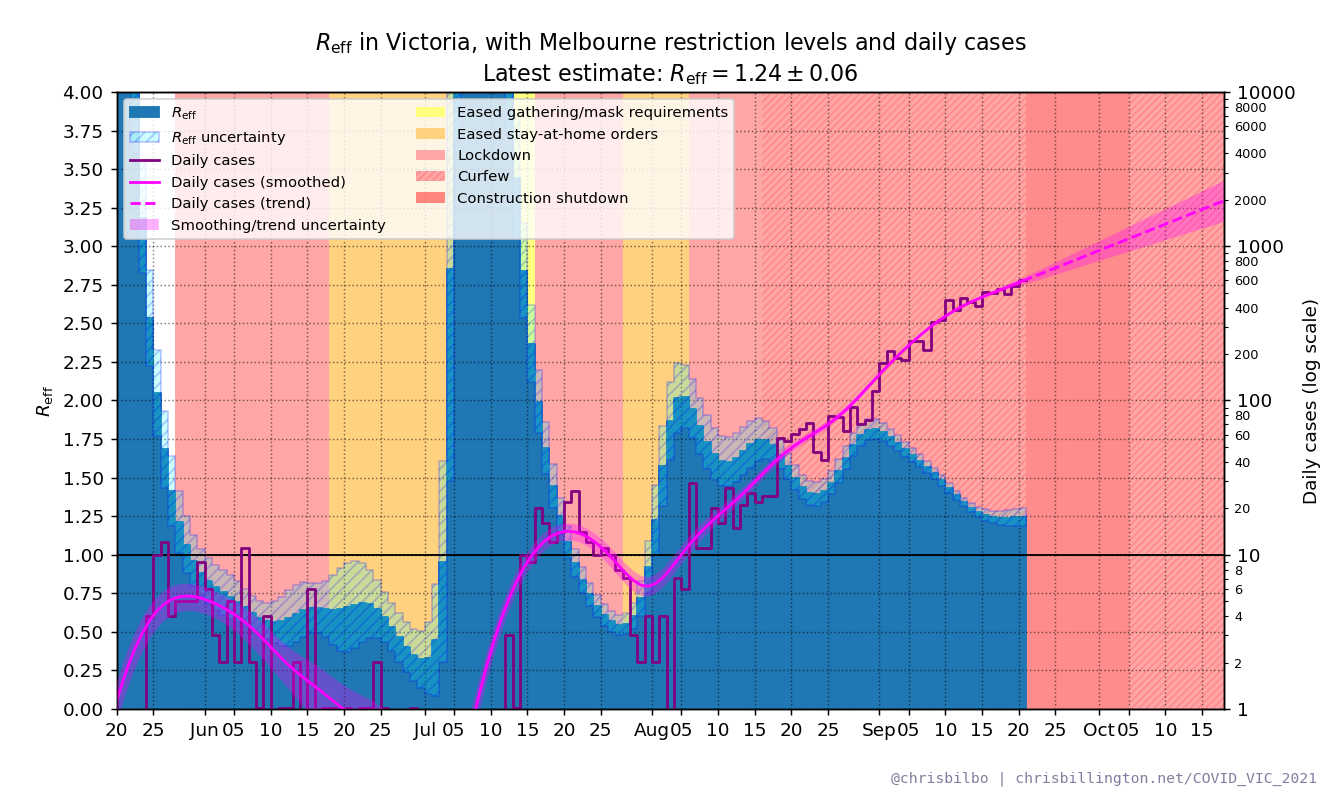 Reff in Victoria, with Melbourne restriction levels and daily cases
Latest estimate: Reff = 1.24 ± 0.06
Reff
Reff uncertainty
Daily cases
Daily cases (smoothed)
Daily cases (trend)
Smoothing/trend uncertainty
Eased gathering/mask requirements
Eased stay-at-home orders
Lockdown
Curfew
Construction shutdown
Reff
4.00
3.75
3.50
3.25
3.00
2.75
2.50
2.25
2.00
1.75
1.50
1.25
1.00
0.75
0.50
0.25
0.00
10000
8000
6000
4000
2000
1000
800
600
400
200
100
80
60
40
20
10
8
6
4
2
1
Daily cases (log scale)
20 25 Jun 05 10 15 20 25 Jul 05 10 15 20 25 Aug 05 10 15 20 25 Sep 05 10 15 20 25 Oct 05 10 15
@chrisbilbo | chrisbillington.net/COVID_VIC_2021